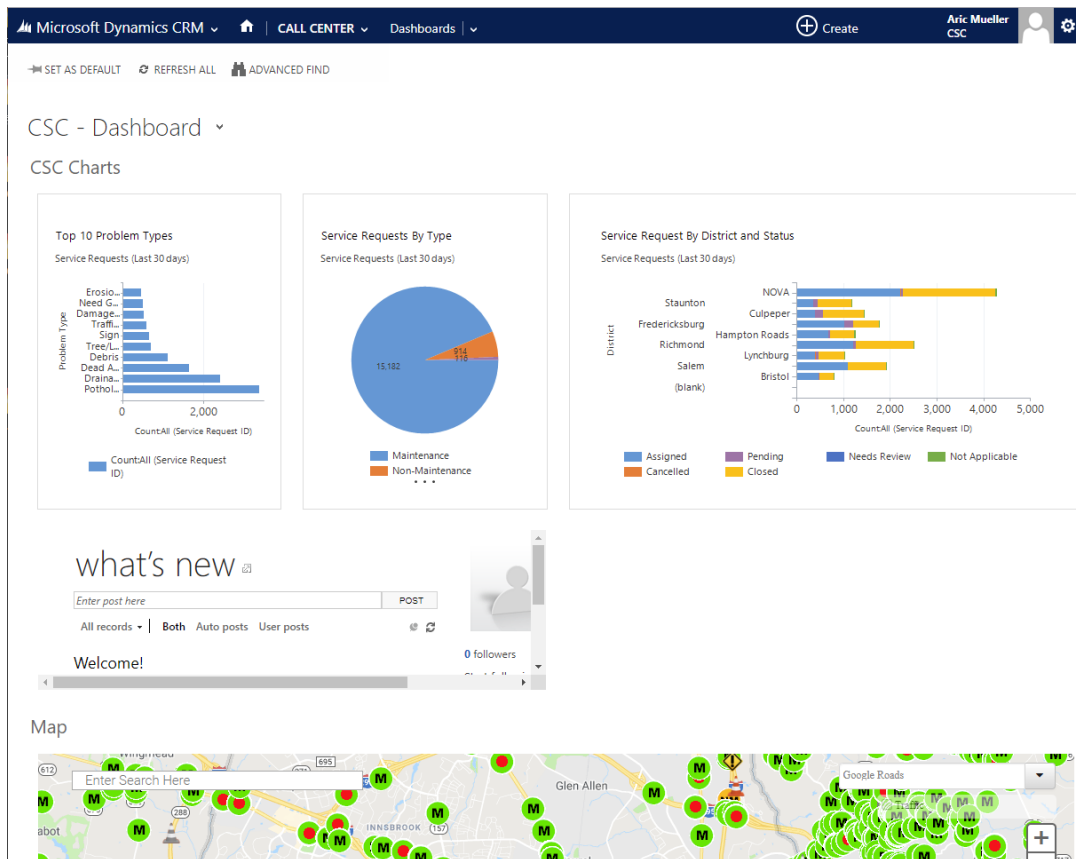 Microsoft Dynamics CRM
CALL CENTER
Dashboards
Create
Aric Mueller
CSC
SET AS DEFAULT
REFRESH ALL
ADVANCED FIND
CSC - Dashboard
CSC Charts
Top 10 Problem Types
Service Requests (Last 30 days)
Problem Type
Erosio...
Need G...
Damage...
Traffi...
Sign
Tree/L...
Debris
Dead A...
Draina...
Pothol...
0 2,000
Count:All (Service Request ID)
Count:All (Service Request
ID)
Service Requests By Type
Service Requests (Last 30 days)
914
116
15,182
Maintenance
Non-Maintenance
Service Request By District and Status
Service Requests (Last 30 days)
District
NOVA
Staunton
Culpeper
Fredericksburg
Hampton Roads
Richmond
Lynchburg
Salem
Bristol
(blank)
0 1,000 2,000 3,000 4,000 5,000
Count:All (Service Request ID)
Assigned Pending Needs Review Not Applicable
Cancelled Closed
what's new
Enter post here
POST
All records Both Auto posts User posts
Welcome!
0 followers
Map
612
695
Enter Search Here
Glen Allen
Google Roads
Traffic
288
INNSBROOK
157
M
M
M
M
M
M
M
M
M
M
M
M
+